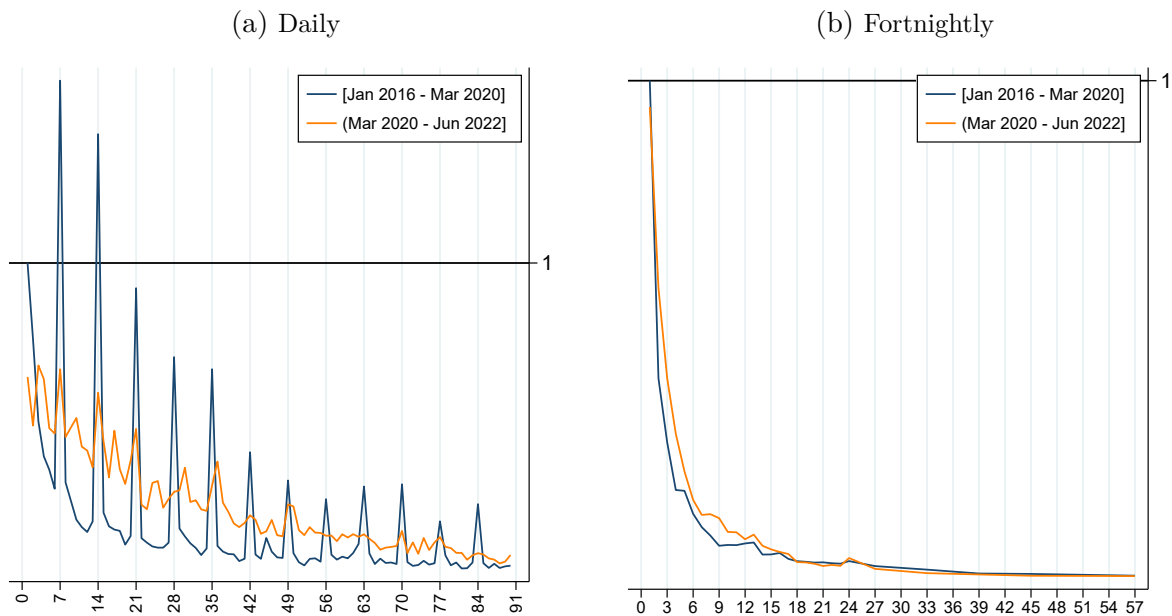 (a) Daily
[Jan 2016 - Mar 2020]
(Mar 2020 - Jun 2022]
1
0 7 14 21 28 35 42 49 56 63 70 77 84 91
(b) Fortnightly
[Jan 2016 - Mar 2020]
(Mar 2020 - Jun 2022]
1
0 3 6 9 12 15 18 21 24 27 30 33 36 39 42 45 48 51 54 57